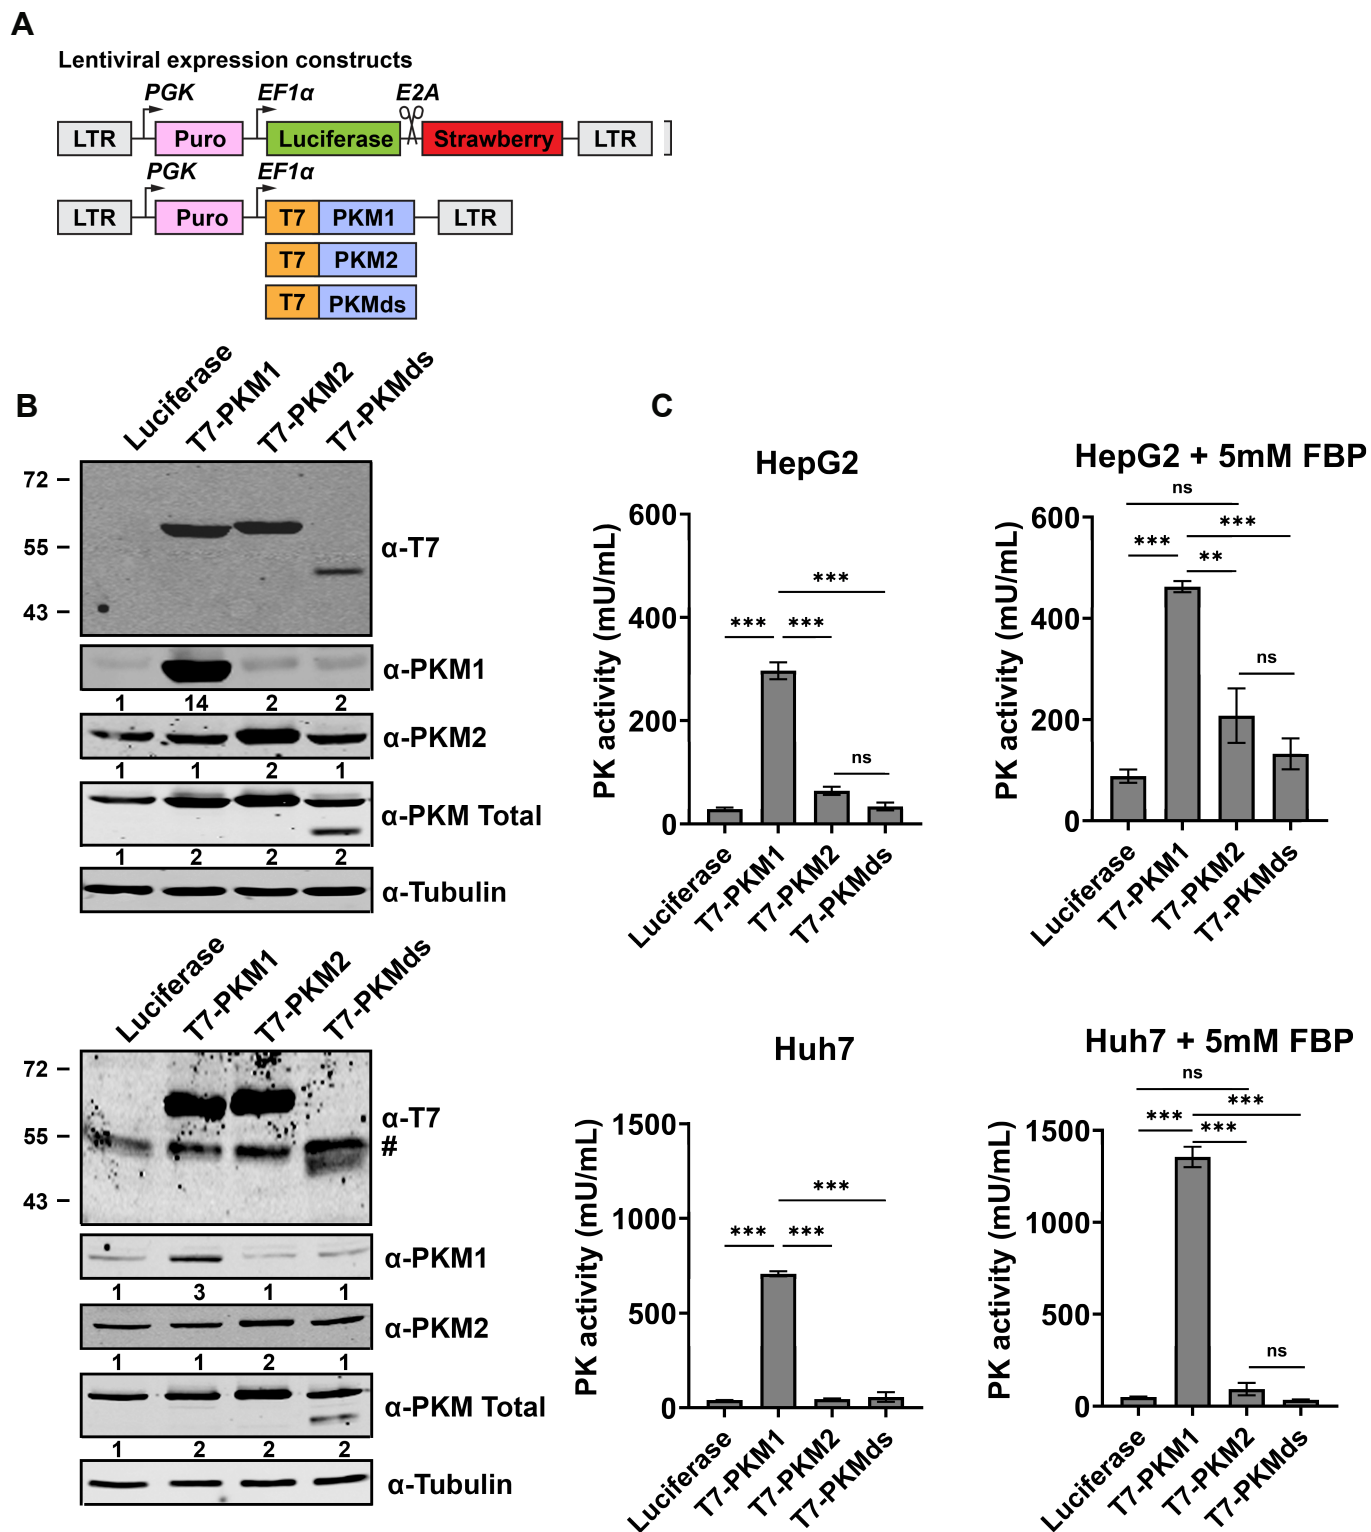 A
Lentiviral expression constructs
PGK EF1α E2A
LTR Puro Luciferase Strawberry LTR
PGK EF1α
LTR Puro T7 PKM1 LTR
T7 PKM2
T7 PKMds
B
Luciferase T7-PKM1 T7-PKM2 T7-PKMds
72
55
43
α-T7
α-PKM1
1 14 2 2
α-PKM2
1 1 2 1
α-PKM Total
1 2 2 2
α-Tubulin
Luciferase T7-PKM1 T7-PKM2 T7-PKMds
72
55
43
α-T7
#
α-PKM1
1 3 1 1
α-PKM2
1 1 2 1
α-PKM Total
1 2 2 2
α-Tubulin
C
HepG2
PK activity (mU/mL)
600
400
200
0
***
*** ***
ns
Luciferase T7-PKM1 T7-PKM2 T7-PKMds
HepG2 + 5mM FBP
PK activity (mU/mL)
600
400
200
0
ns
***
*** **
ns
Luciferase T7-PKM1 T7-PKM2 T7-PKMds
Huh7
PK activity (mU/mL)
1500
1000
500
0
***
*** ***
Luciferase T7-PKM1 T7-PKM2 T7-PKMds
Huh7 + 5mM FBP
PK activity (mU/mL)
1500
1000
500
0
ns
***
*** ***
ns
Luciferase T7-PKM1 T7-PKM2 T7-PKMds